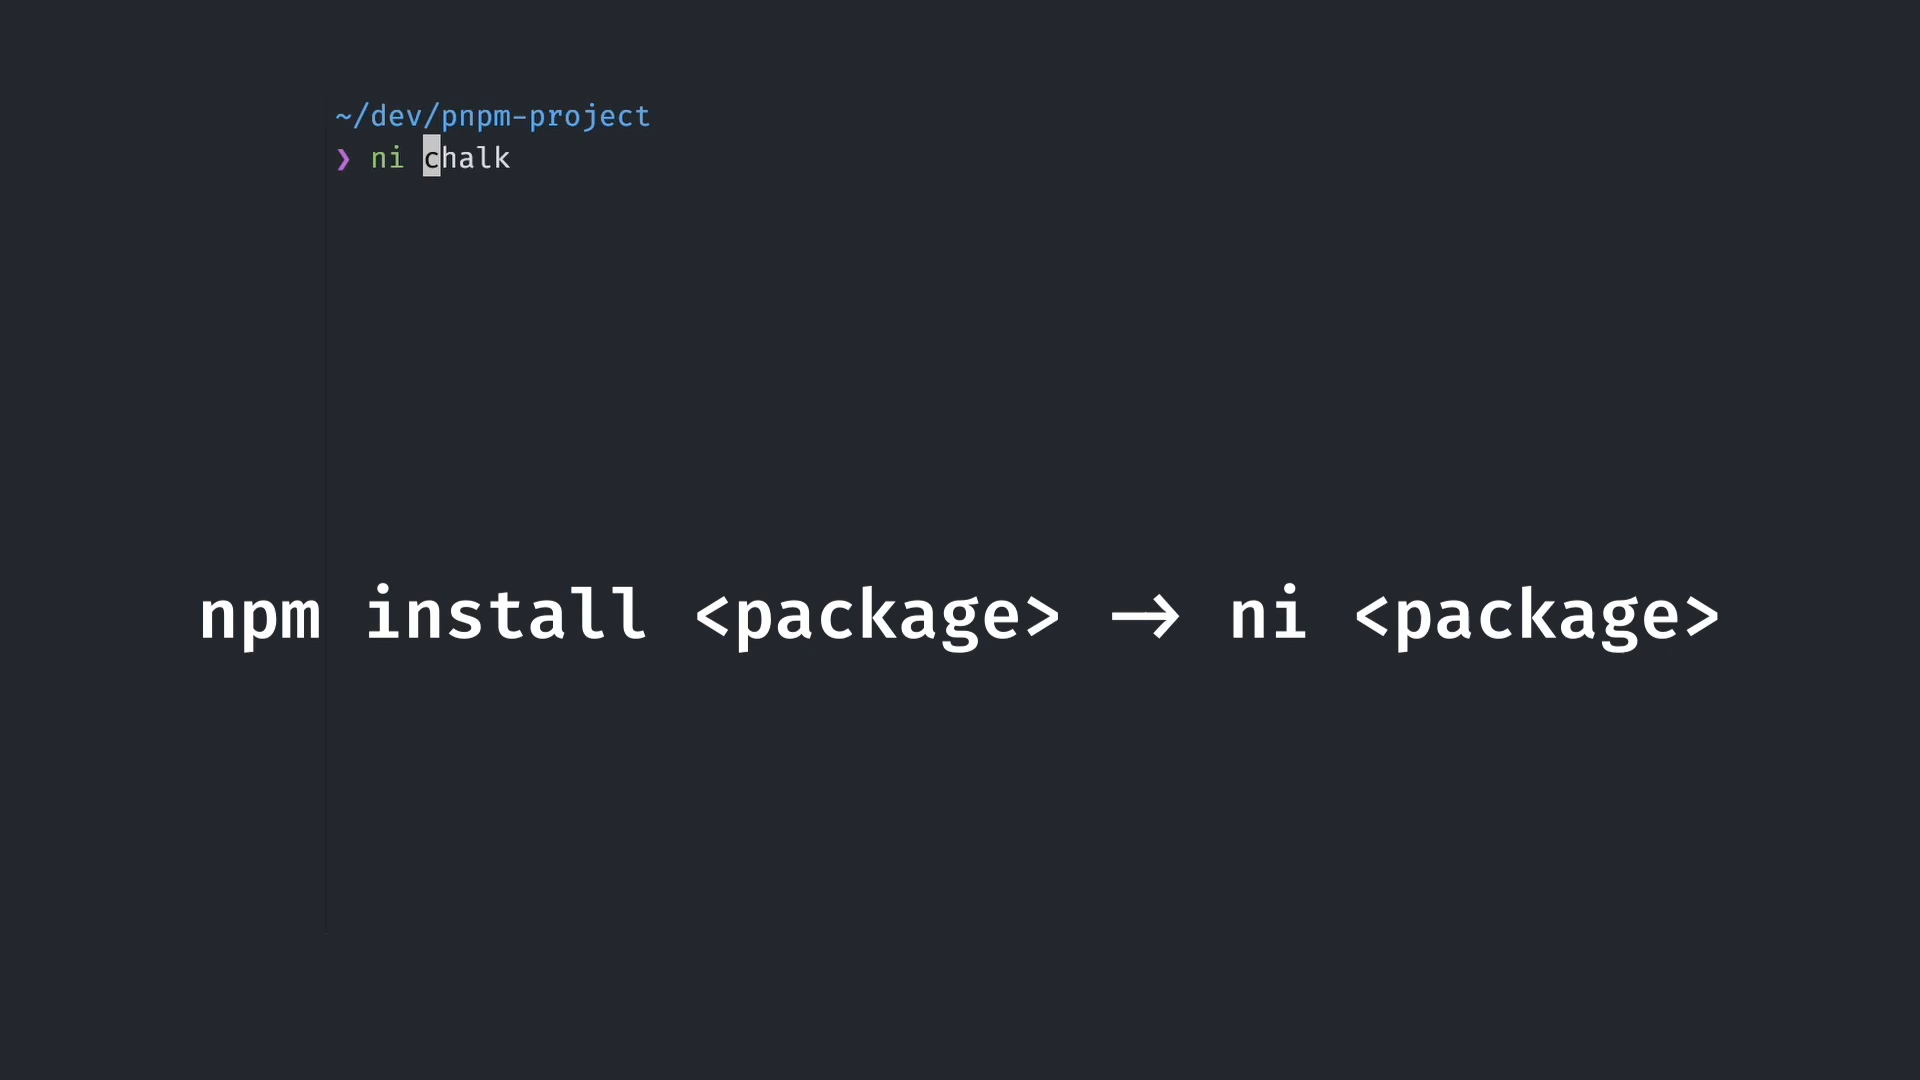 ~/dev/pnpm-project
❯ ni chalk
npm install <package> → ni <package>